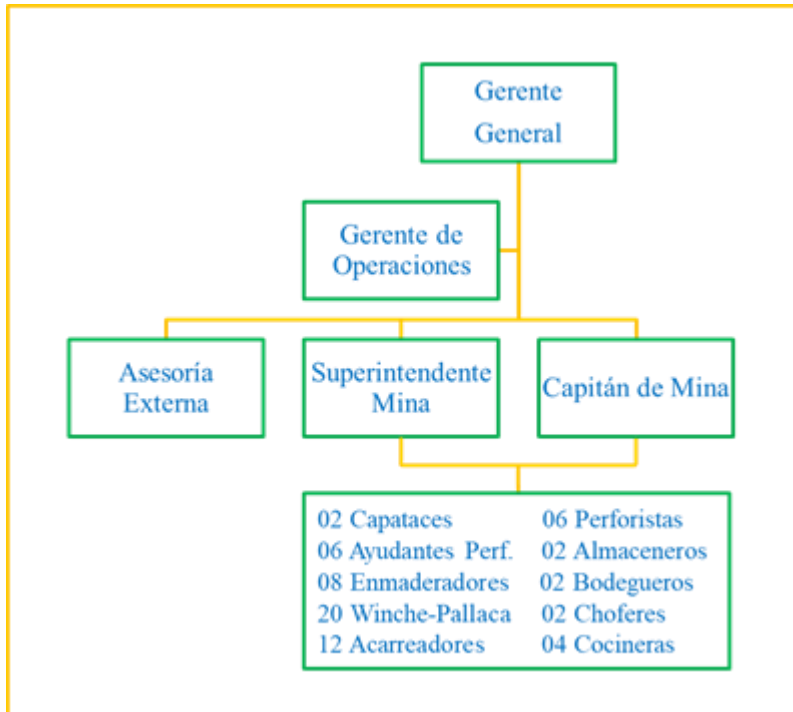 Gerente
General
Gerente de
Operaciones
Asesoría
Externa
Superintendente
Mina
Capitán de Mina
02 Capataces
06 Ayudantes Perf.
08 Enmaderadores
20 Winche-Pallaca
12 Acarreadores
06 Perforistas
02 Almaceneros
02 Bodegueros
02 Choferes
04 Cocineras